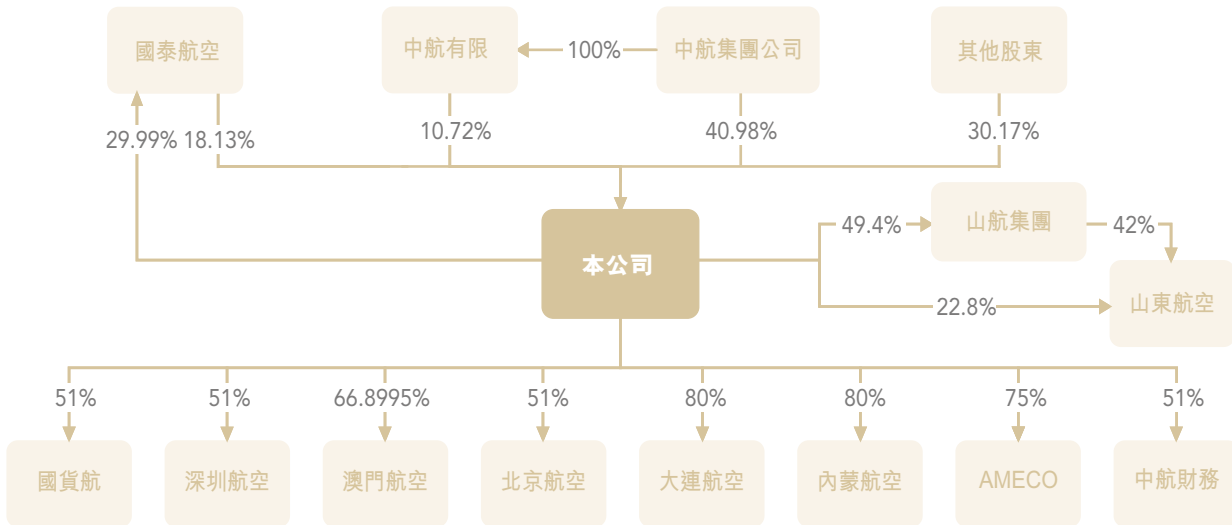 國泰航空
中航有限
100%
中航集團公司
其他股東
29.99%
18.13%
10.72%
40.98%
30.17%
本公司
49.4%
山航集團
42%
22.8%
山東航空
51%
51%
66.8995%
51%
80%
80%
75%
51%
國貨航
深圳航空
澳門航空
北京航空
大連航空
內蒙航空
AMECO
中航財務